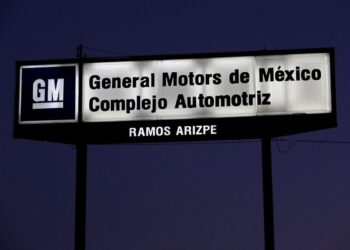 GM
General Motors de México
Complejo Automotriz
RAMOS ARIZPE